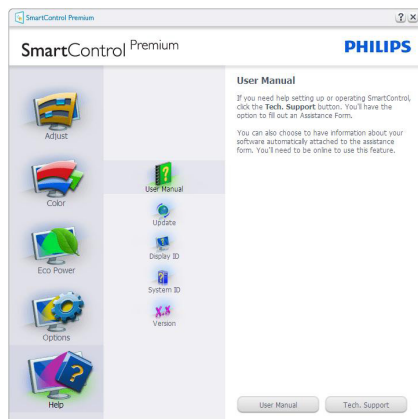 SmartControl Premium
SmartControl Premium
PHILIPS
Adjust
Color
Eco Power
Options
Help
User Manual
Update
Display ID
System ID
Version
User Manual
If you need help setting up or operating SmartControl,
click the Tech. Support button. You'll have the
option to fill out an Assistance Form.
You can also choose to have information about your
software automatically attached to the assistance
form. You'll need to be online to use this feature.
User Manual
Tech. Support